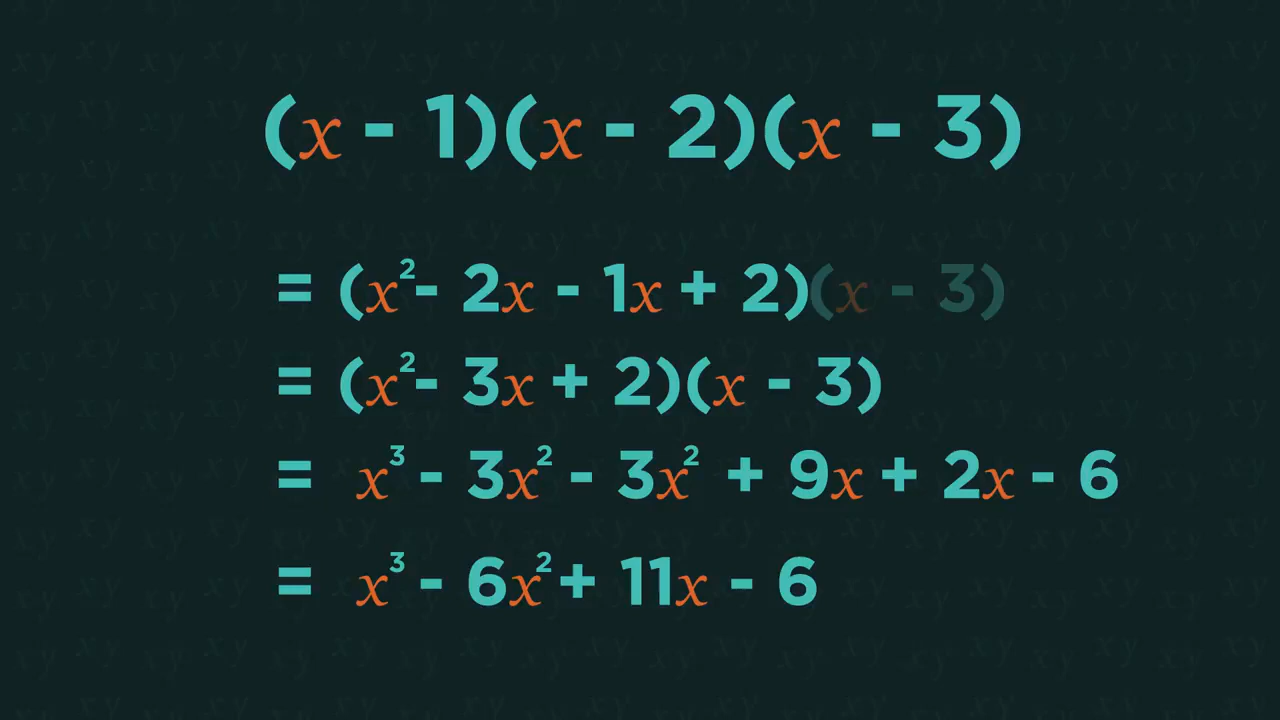 (x - 1)(x - 2)(x - 3)
= (x² - 2x - 1x + 2)(x - 3)
= (x² - 3x + 2)(x - 3)
= x³ - 3x² - 3x² + 9x + 2x - 6
= x³ - 6x² + 11x - 6